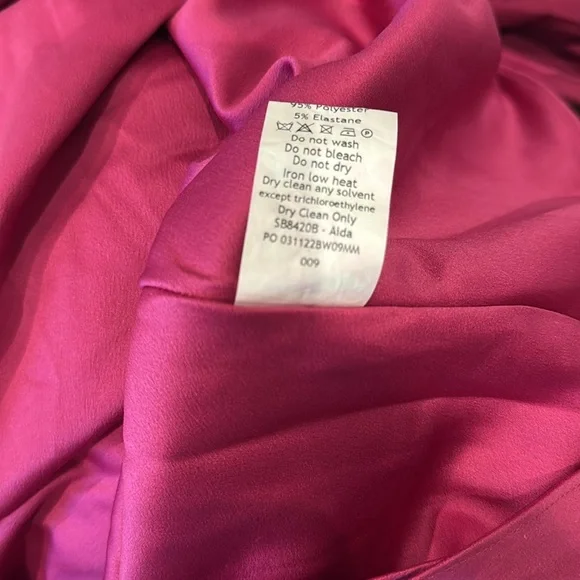 95% Polyester
5% Elastane
P
Do not wash
Do not bleach
Do not dry
Iron low heat
Dry clean any solvent
except trichloroethylene
Dry Clean Only
SB8420B - Alda
PO 031122BW09MM
009